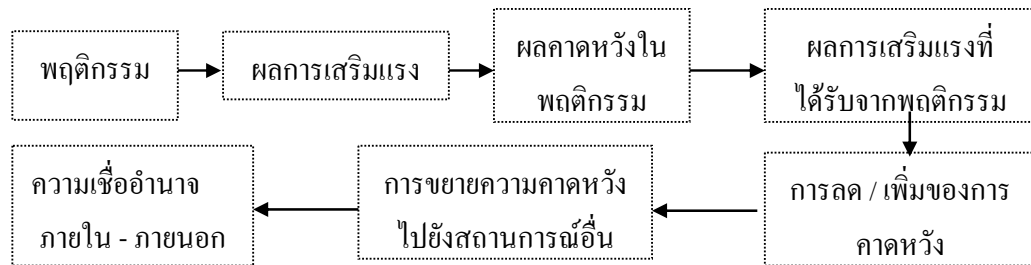 พฤติกรรม
ผลการเสริมแรง
ผลคาดหวังใน
พฤติกรรม
ผลการเสริมแรงที่
ได้รับจากพฤติกรรม
การลด / เพิ่มของการ
คาดหวัง
การขยายความคาดหวัง
ไปยังสถานการณ์อื่น
ความเชื่ออำนาจ
ภายใน - ภายนอก